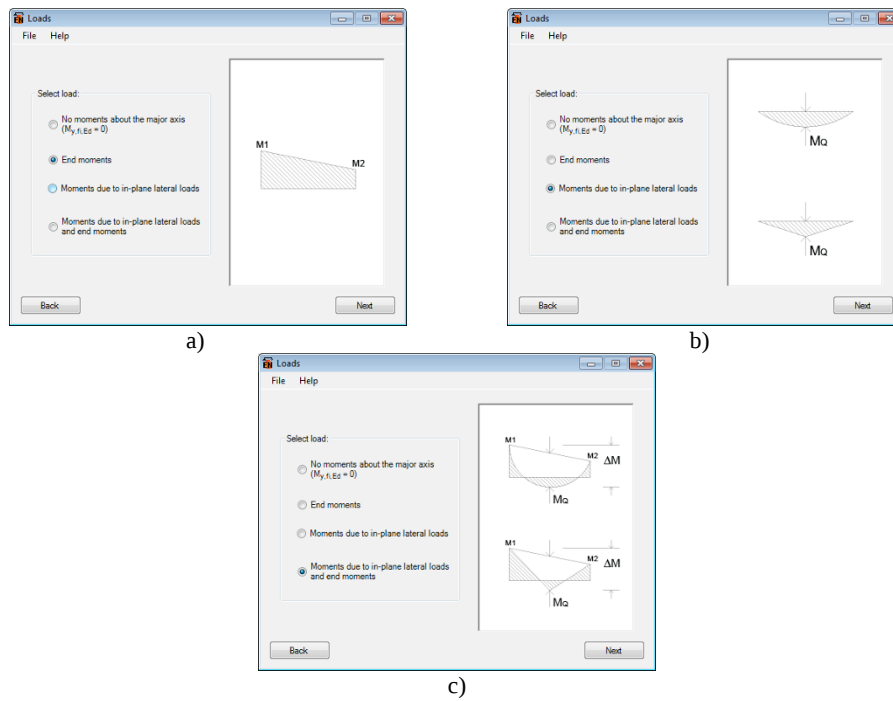 Loads
File Help
Select load:
No moments about the major axis
(My,fi,Ed = 0)
End moments
Moments due to in-plane lateral loads
Moments due to in-plane lateral loads
and end moments
M1
M2
Back
Next
a)
Loads
File Help
Select load:
No moments about the major axis
(My,fi,Ed = 0)
End moments
Moments due to in-plane lateral loads
Moments due to in-plane lateral loads
and end moments
MQ
MQ
Back
Next
b)
Loads
File Help
Select load:
No moments about the major axis
(My,fi,Ed = 0)
End moments
Moments due to in-plane lateral loads
Moments due to in-plane lateral loads
and end moments
M1
M2
ΔM
MQ
M1
M2
ΔM
MQ
Back
Next
c)